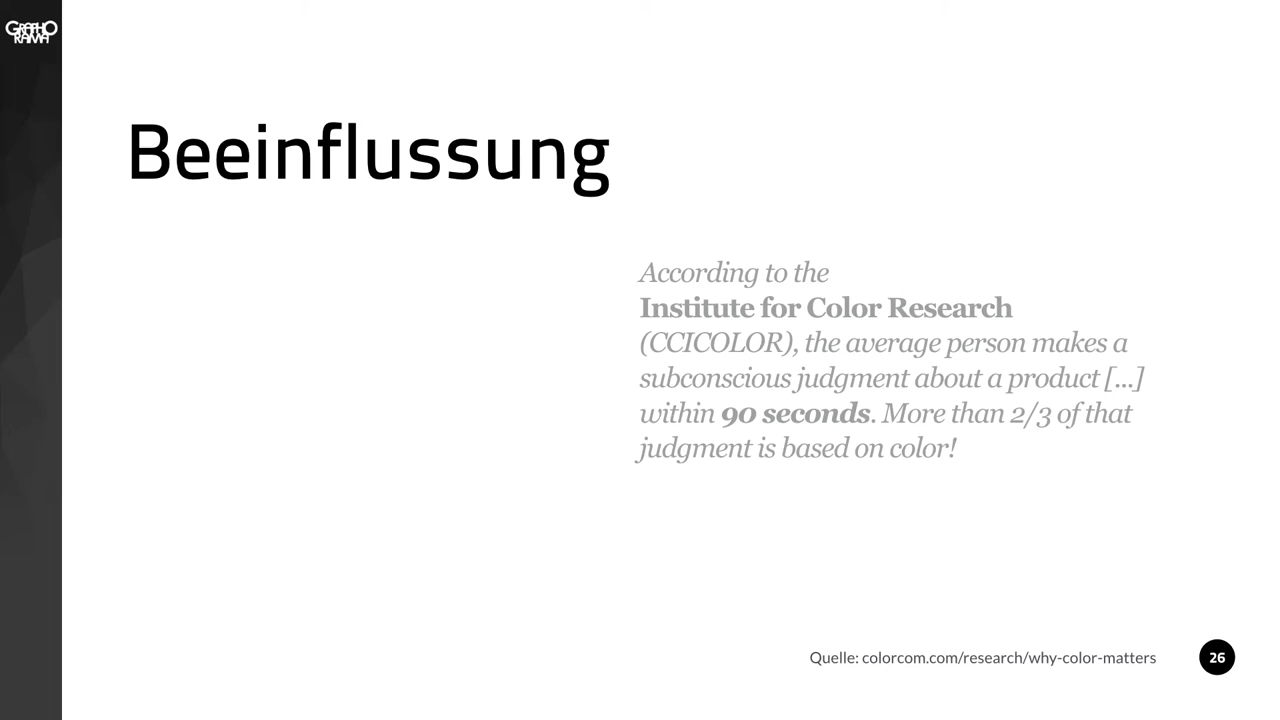 GRAPHO
RAMA
Beeinflussung
According to the
Institute for Color Research
(CCICOLOR), the average person makes a
subconscious judgment about a product [...]
within 90 seconds. More than 2/3 of that
judgment is based on color!
Quelle: colorcom.com/research/why-color-matters
26